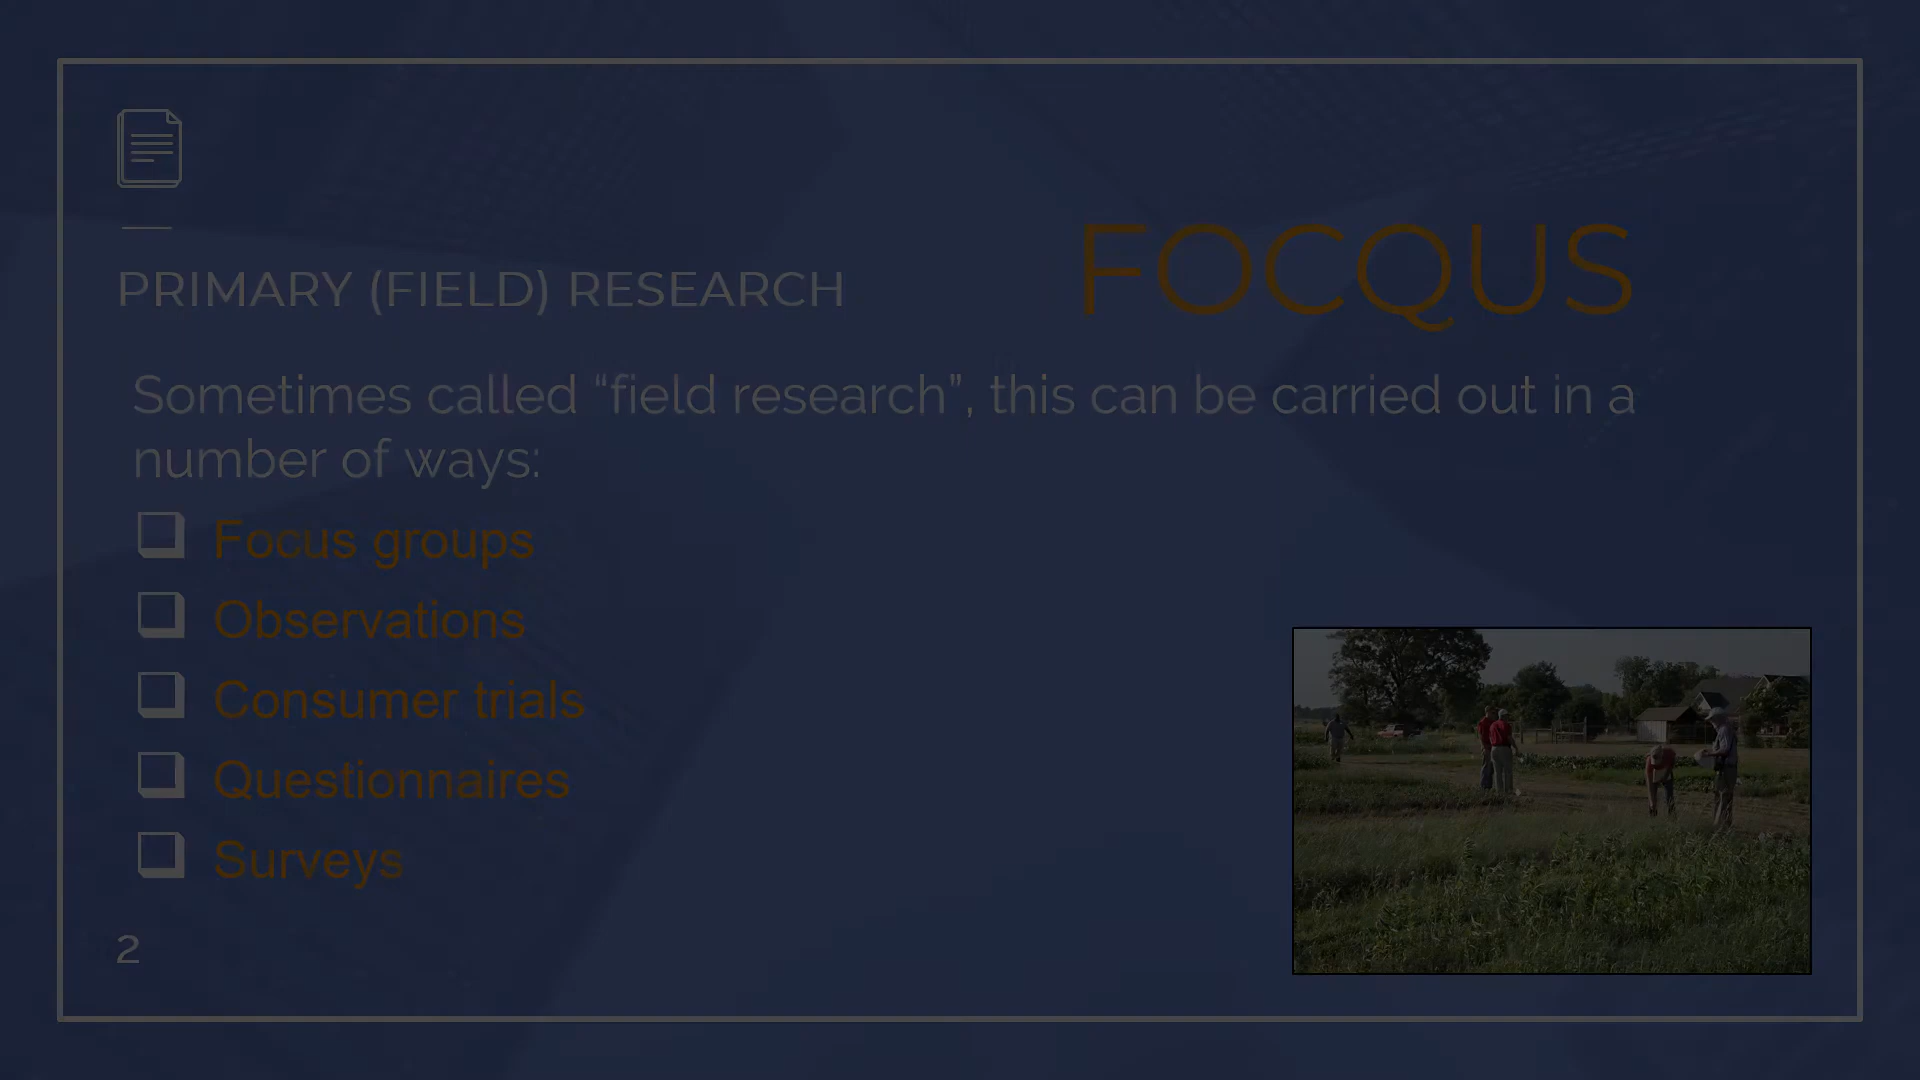 FOCQUS
PRIMARY (FIELD) RESEARCH
Sometimes called “field research”, this can be carried out in a
number of ways:
Focus groups
Observations
Consumer trials
Questionnaires
Surveys
2